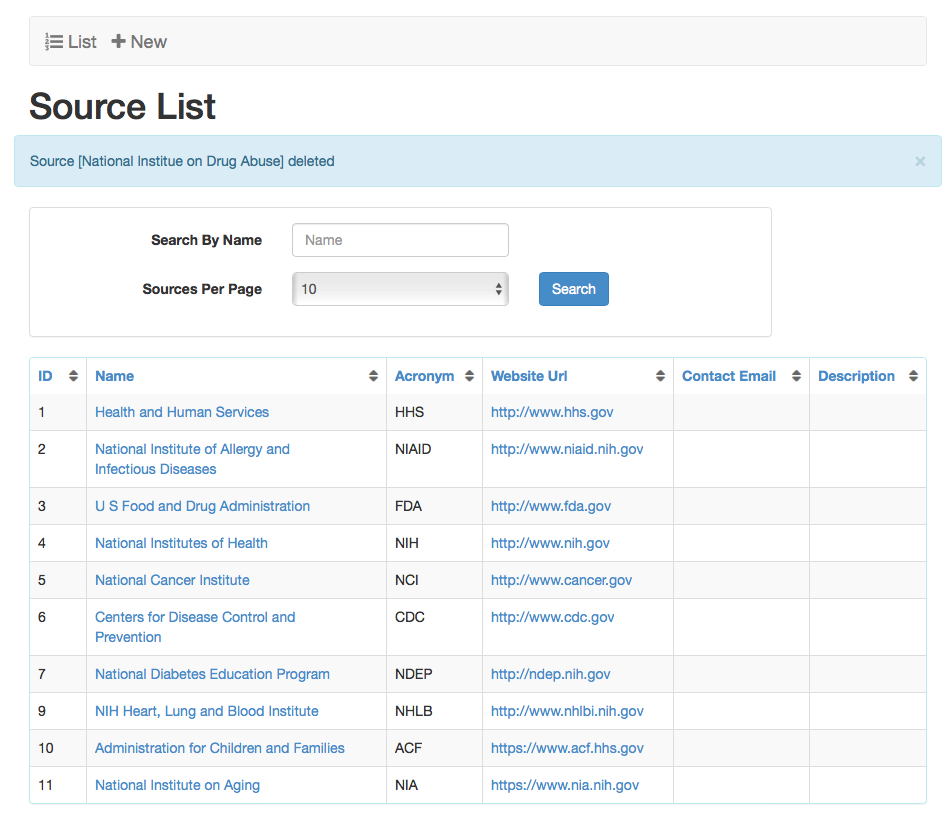 List New
Source List
Source [National Institue on Drug Abuse] deleted ×
Search By Name Name
Sources Per Page 10 Search
ID Name Acronym Website Url Contact Email Description
1 Health and Human Services HHS http://www.hhs.gov
2 National Institute of Allergy and NIAID http://www.niaid.nih.gov
Infectious Diseases
3 U S Food and Drug Administration FDA http://www.fda.gov
4 National Institutes of Health NIH http://www.nih.gov
5 National Cancer Institute NCI http://www.cancer.gov
6 Centers for Disease Control and CDC http://www.cdc.gov
Prevention
7 National Diabetes Education Program NDEP http://ndep.nih.gov
9 NIH Heart, Lung and Blood Institute NHLB http://www.nhlbi.nih.gov
10 Administration for Children and Families ACF https://www.acf.hhs.gov
11 National Institute on Aging NIA https://www.nia.nih.gov